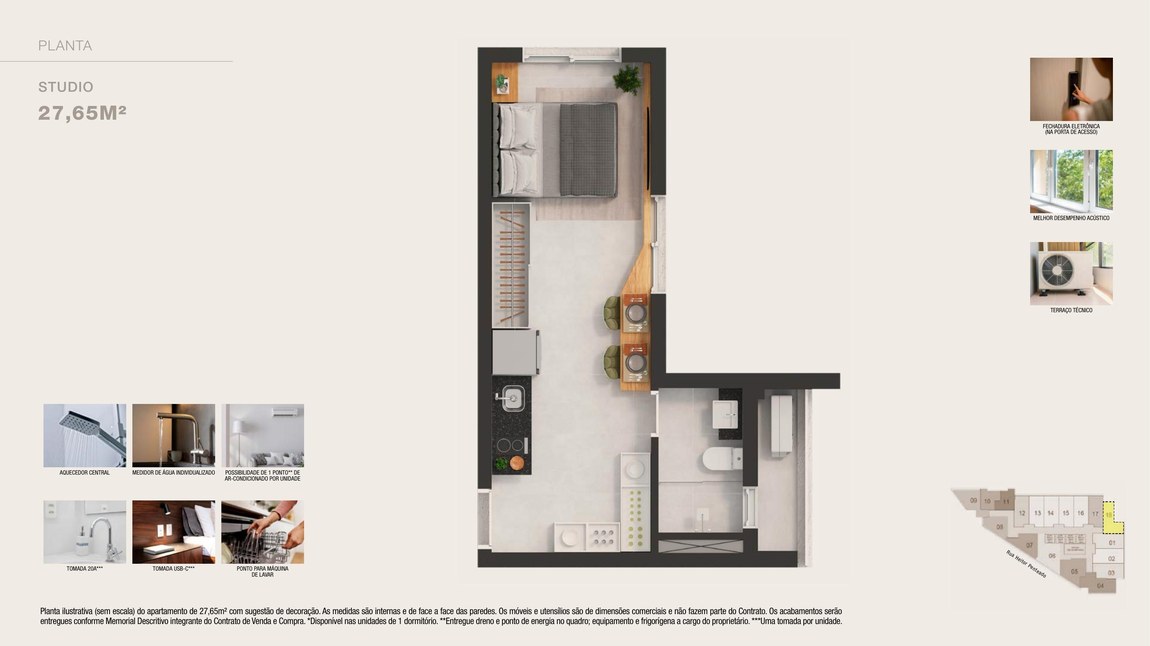 PLANTA
STUDIO
27,65M²
FECHADURA ELETRÔNICA
(NA PORTA DE ACESSO)
MELHOR DESEMPENHO ACÚSTICO
TERRAÇO TÉCNICO
AQUECEDOR CENTRAL
MEDIDOR DE ÁGUA INDIVIDUALIZADO
POSSIBILIDADE DE 1 PONTO** DE
AR-CONDICIONADO POR UNIDADE
TOMADA 20A***
TOMADA USB-C***
PONTO PARA MÁQUINA
DE LAVAR
09 10 11
12 13 14 15 16 17 18
08
07
06
05
04
01
02
03
Rua Heitor Penteado
Planta ilustrativa (sem escala) do apartamento de 27,65m² com sugestão de decoração. As medidas são internas e de face a face das paredes. Os móveis e utensílios são de dimensões comerciais e não fazem parte do Contrato. Os acabamentos serão
entregues conforme Memorial Descritivo integrante do Contrato de Venda e Compra. *Disponível nas unidades de 1 dormitório. **Entregue dreno e ponto de energia no quadro; equipamento e frigorígena a cargo do proprietário. ***Uma tomada por unidade.